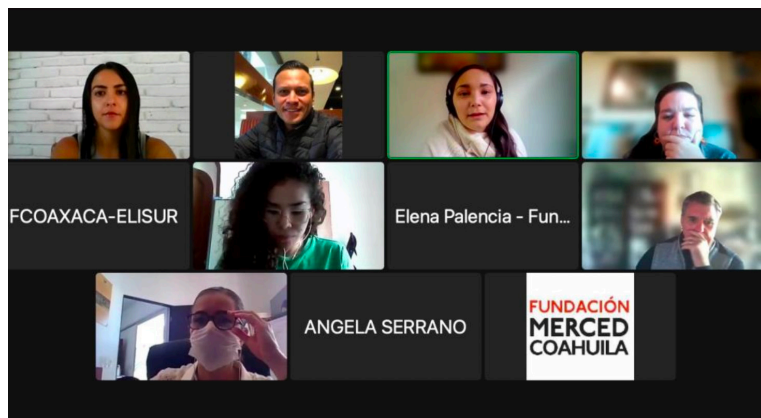 FCOAXACA-ELISUR
Elena Palencia - Fun...
ANGELA SERRANO
FUNDACIÓN
MERCED
COAHUILA